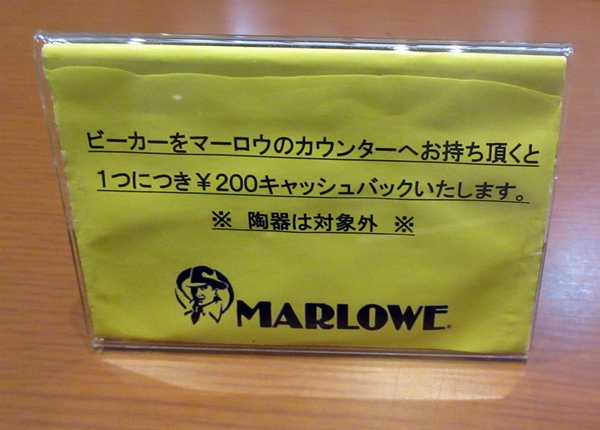 ビーカーをマーロウのカウンターへお持ち頂くと
1つにつき￥200キャッシュバックいたします。
※ 陶器は対象外 ※
MARLOWE®